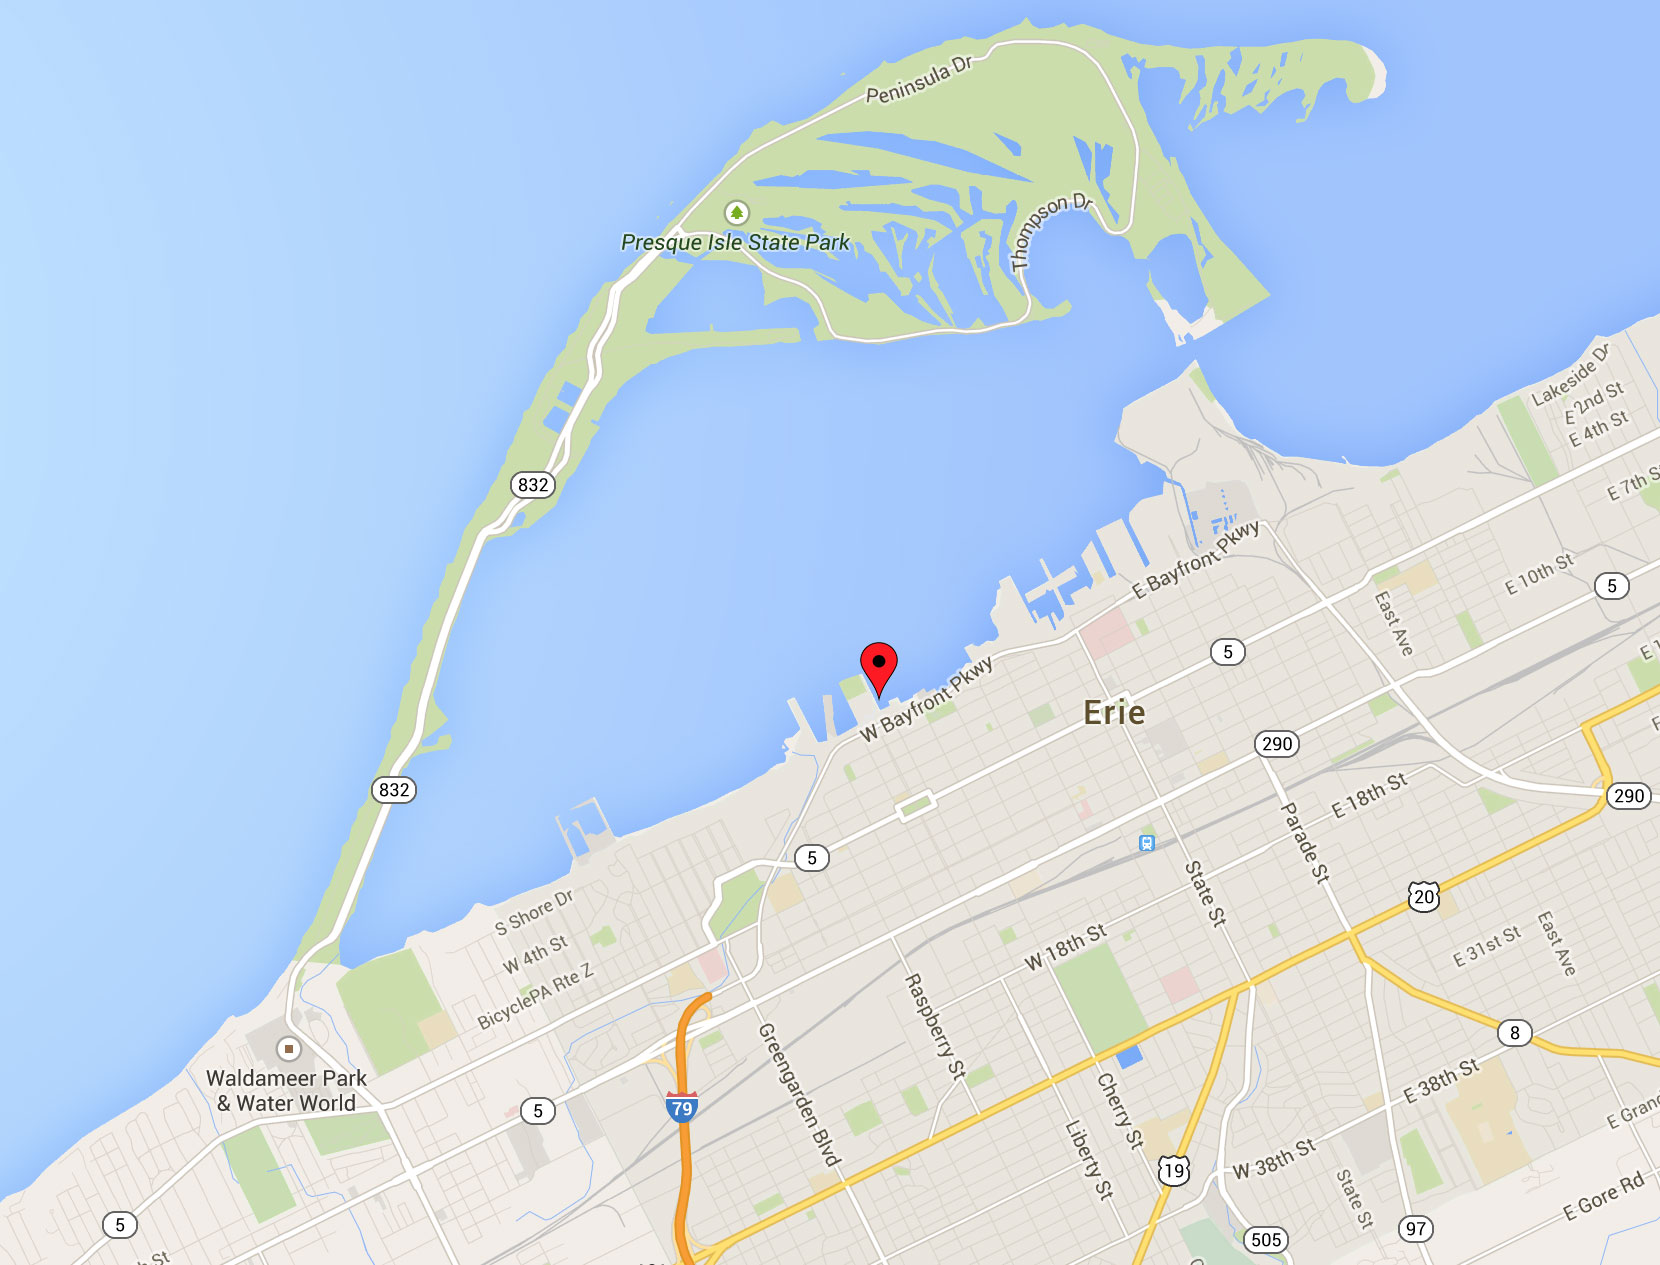 Peninsula Dr
Thompson Dr
Presque Isle State Park
Lakeside Dr
E 2nd St
E 4th St
E 7th St
832
E Bayfront Pkwy
E 10th St
5
East Ave
5
W Bayfront Pkwy
Erie
290
832
E 18th St
290
Parade St
5
State St
20
S Shore Dr
W 4th St
BicyclePA Rte Z
W 18th St
E 31st St
East Ave
Raspberry St
Greengarden Blvd
8
Waldameer Park
& Water World
5
79
Cherry St
E 38th St
Liberty St
19
W 38th St
State St
E Gore Rd
5
505
97